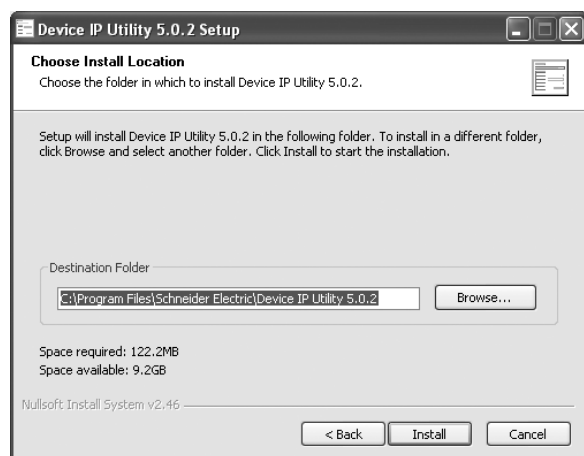 Device IP Utility 5.0.2 Setup
Choose Install Location
Choose the folder in which to install Device IP Utility 5.0.2.
Setup will install Device IP Utility 5.0.2 in the following folder. To install in a different folder,
click Browse and select another folder. Click Install to start the installation.
Destination Folder
C:\Program Files\Schneider Electric\Device IP Utility 5.0.2
Browse...
Space required: 122.2MB
Space available: 9.2GB
Nullsoft Install System v2.46
< Back
Install
Cancel